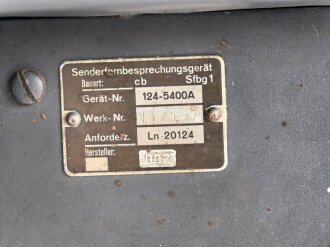 Senderfernbesprechungsgerät
Bauart: cb Sfbg 1
Gerät-Nr. 124-5400A
Werk-Nr.
Anforderz. Ln 20124
Hersteller: